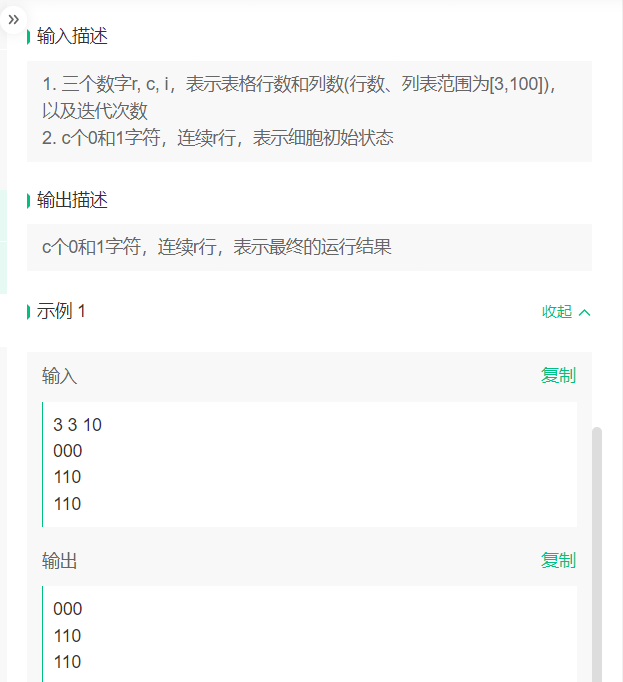 输入描述
1. 三个数字r, c, i，表示表格行数和列数(行数、列表范围为[3,100])，
以及迭代次数
2. c个0和1字符，连续r行，表示细胞初始状态
输出描述
c个0和1字符，连续r行，表示最终的运行结果
示例 1
收起
输入
复制
3 3 10
000
110
110
输出
复制
000
110
110